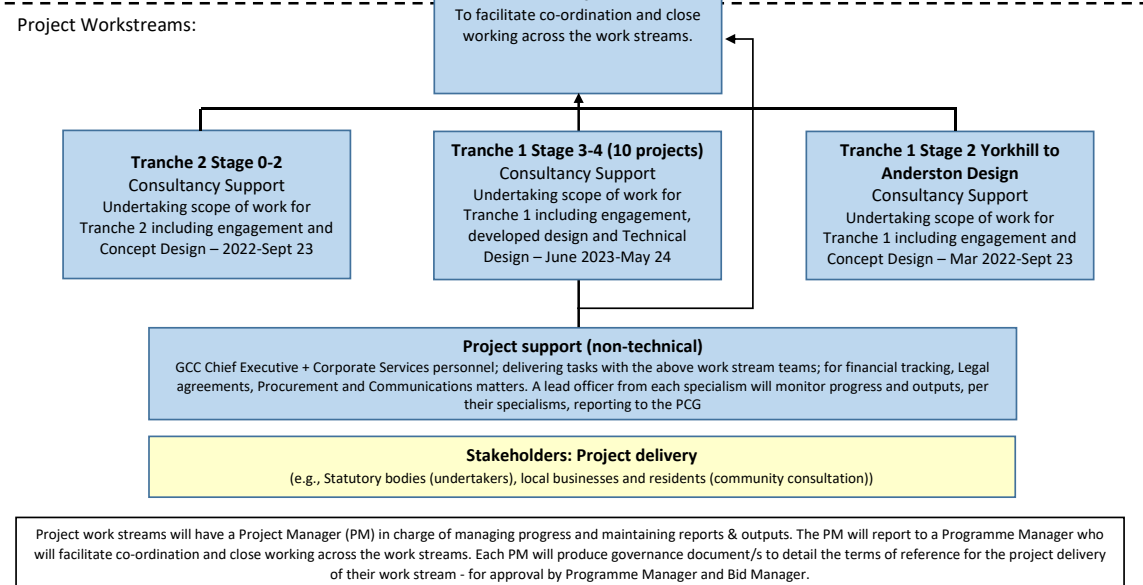 Project Workstreams:
To facilitate co-ordination and close
working across the work streams.
Tranche 2 Stage 0-2
Consultancy Support
Undertaking scope of work for
Tranche 2 including engagement and
Concept Design – 2022-Sept 23
Tranche 1 Stage 3-4 (10 projects)
Consultancy Support
Undertaking scope of work for
Tranche 1 including engagement,
developed design and Technical
Design – June 2023-May 24
Tranche 1 Stage 2 Yorkhill to
Anderston Design
Consultancy Support
Undertaking scope of work for
Tranche 1 including engagement and
Concept Design – Mar 2022-Sept 23
Project support (non-technical)
GCC Chief Executive + Corporate Services personnel; delivering tasks with the above work stream teams; for financial tracking, Legal
agreements, Procurement and Communications matters. A lead officer from each specialism will monitor progress and outputs, per
their specialisms, reporting to the PCG
Stakeholders: Project delivery
(e.g., Statutory bodies (undertakers), local businesses and residents (community consultation))
Project work streams will have a Project Manager (PM) in charge of managing progress and maintaining reports & outputs. The PM will report to a Programme Manager who
will facilitate co-ordination and close working across the work streams. Each PM will produce governance document/s to detail the terms of reference for the project delivery
of their work stream - for approval by Programme Manager and Bid Manager.